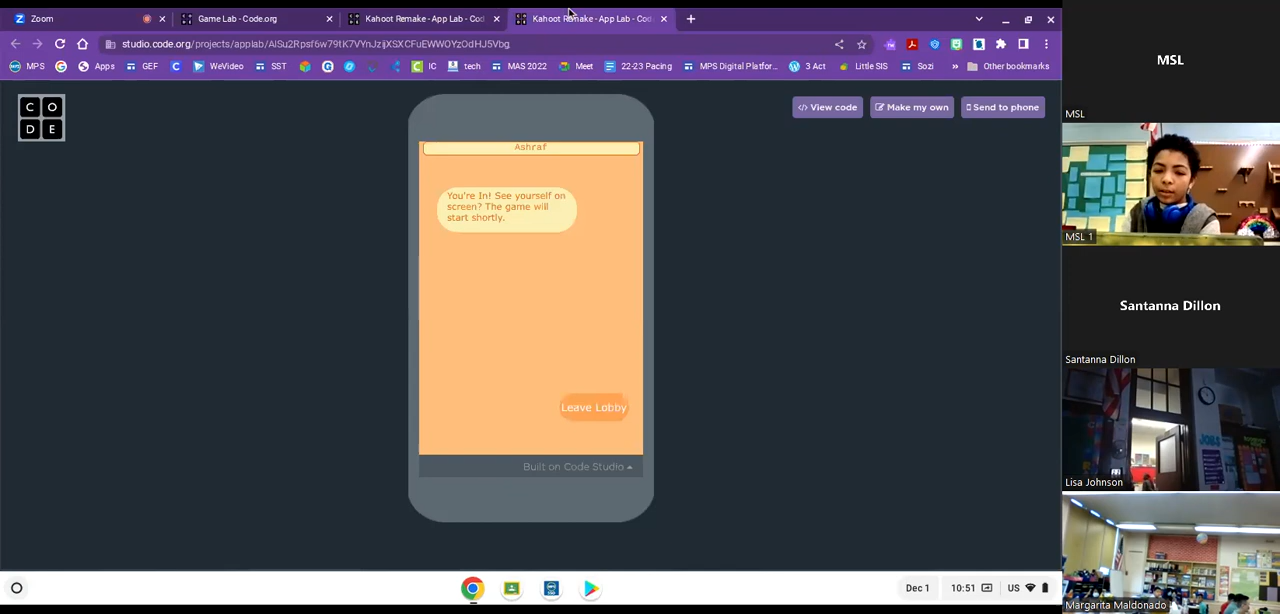 Zoom
Game Lab - Code.org
Kahoot Remake - App Lab - Cod
Kahoot Remake - App Lab - Cod
studio.code.org/projects/applab/AlSu2Rpsf6w79tK7VYnJzijXSXCFuEWWOYzOdHJ5Vbg
MPS
Apps
GEF
WeVideo
SST
IC
tech
MAS 2022
Meet
22-23 Pacing
MPS Digital Platfor...
3 Act
Little SIS
Sozi
»
Other bookmarks
CODE
View code
Make my own
Send to phone
Ashraf
You're In! See yourself on
screen? The game will
start shortly.
Leave Lobby
Built on Code Studio
Dec 1
10:51
US
MSL
MSL
MSL 1
Santanna Dillon
Santanna Dillon
Lisa Johnson
Margarita Maldonado